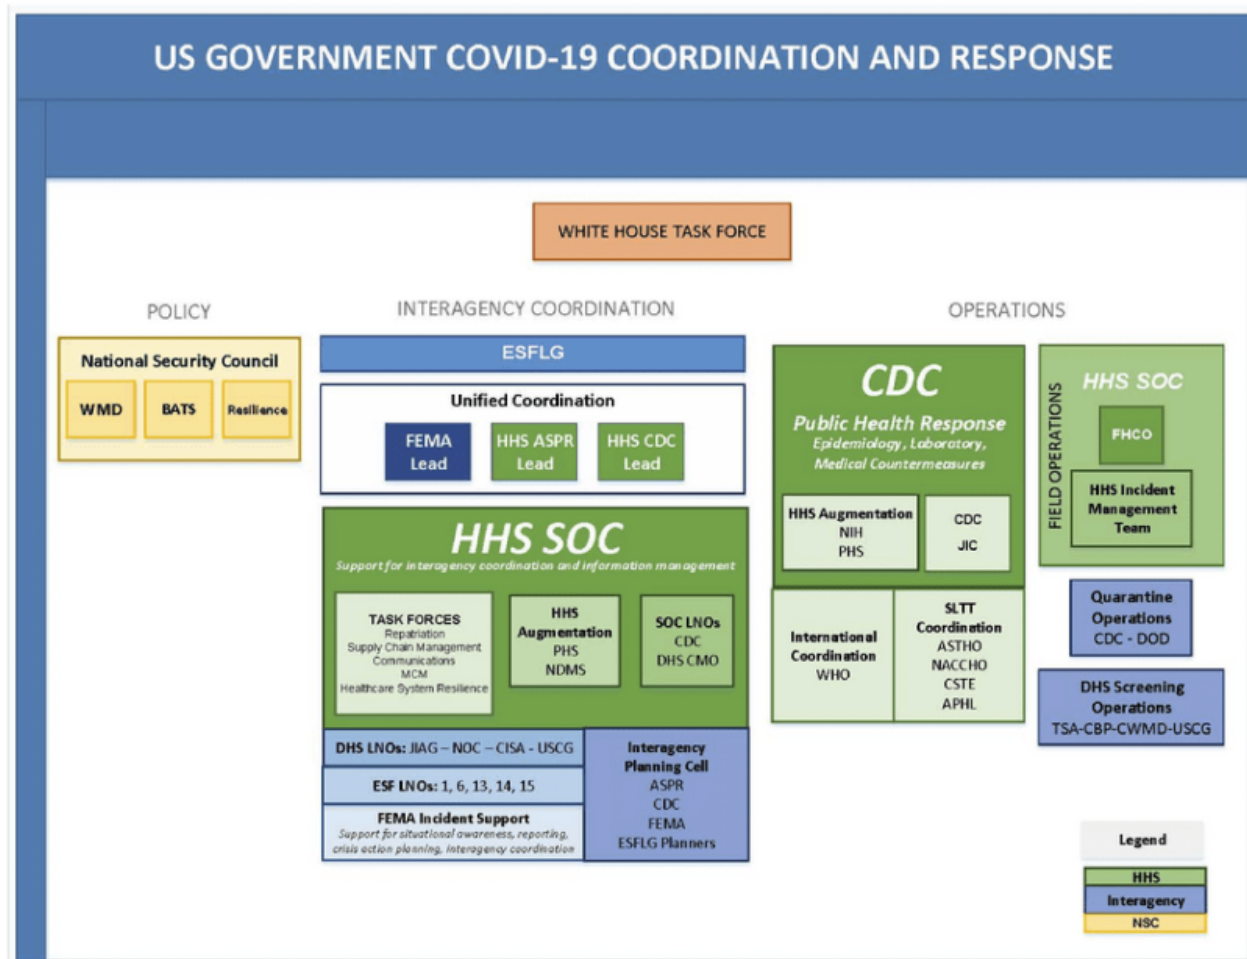 US GOVERNMENT COVID-19 COORDINATION AND RESPONSE
WHITE HOUSE TASK FORCE
POLICY
National Security Council
WMD
BATS
Resilience
INTERAGENCY COORDINATION
ESFLG
Unified Coordination
FEMA
Lead
HHS ASPR
Lead
HHS CDC
Lead
HHS SOC
Support for interagency coordination and information management
TASK FORCES
Repatriation
Supply Chain Management
Communications
MCM
Healthcare System Resilience
HHS
Augmentation
PHS
NDMS
SOC LNOs
CDC
DHS CMO
DHS LNOs: JIAG – NOC – CISA - USCG
ESF LNOs: 1, 6, 13, 14, 15
FEMA Incident Support
Support for situational awareness, reporting,
crisis action planning, interagency coordination
Interagency
Planning Cell
ASPR
CDC
FEMA
ESFLG Planners
OPERATIONS
CDC
Public Health Response
Epidemiology, Laboratory,
Medical Countermeasures
HHS Augmentation
NIH
PHS
CDC
JIC
International
Coordination
WHO
SLTT
Coordination
ASTHO
NACCHO
CSTE
APHL
FIELD OPERATIONS
HHS SOC
FHCO
HHS Incident
Management
Team
Quarantine
Operations
CDC - DOD
DHS Screening
Operations
TSA-CBP-CWMD-USCG
Legend
HHS
Interagency
NSC